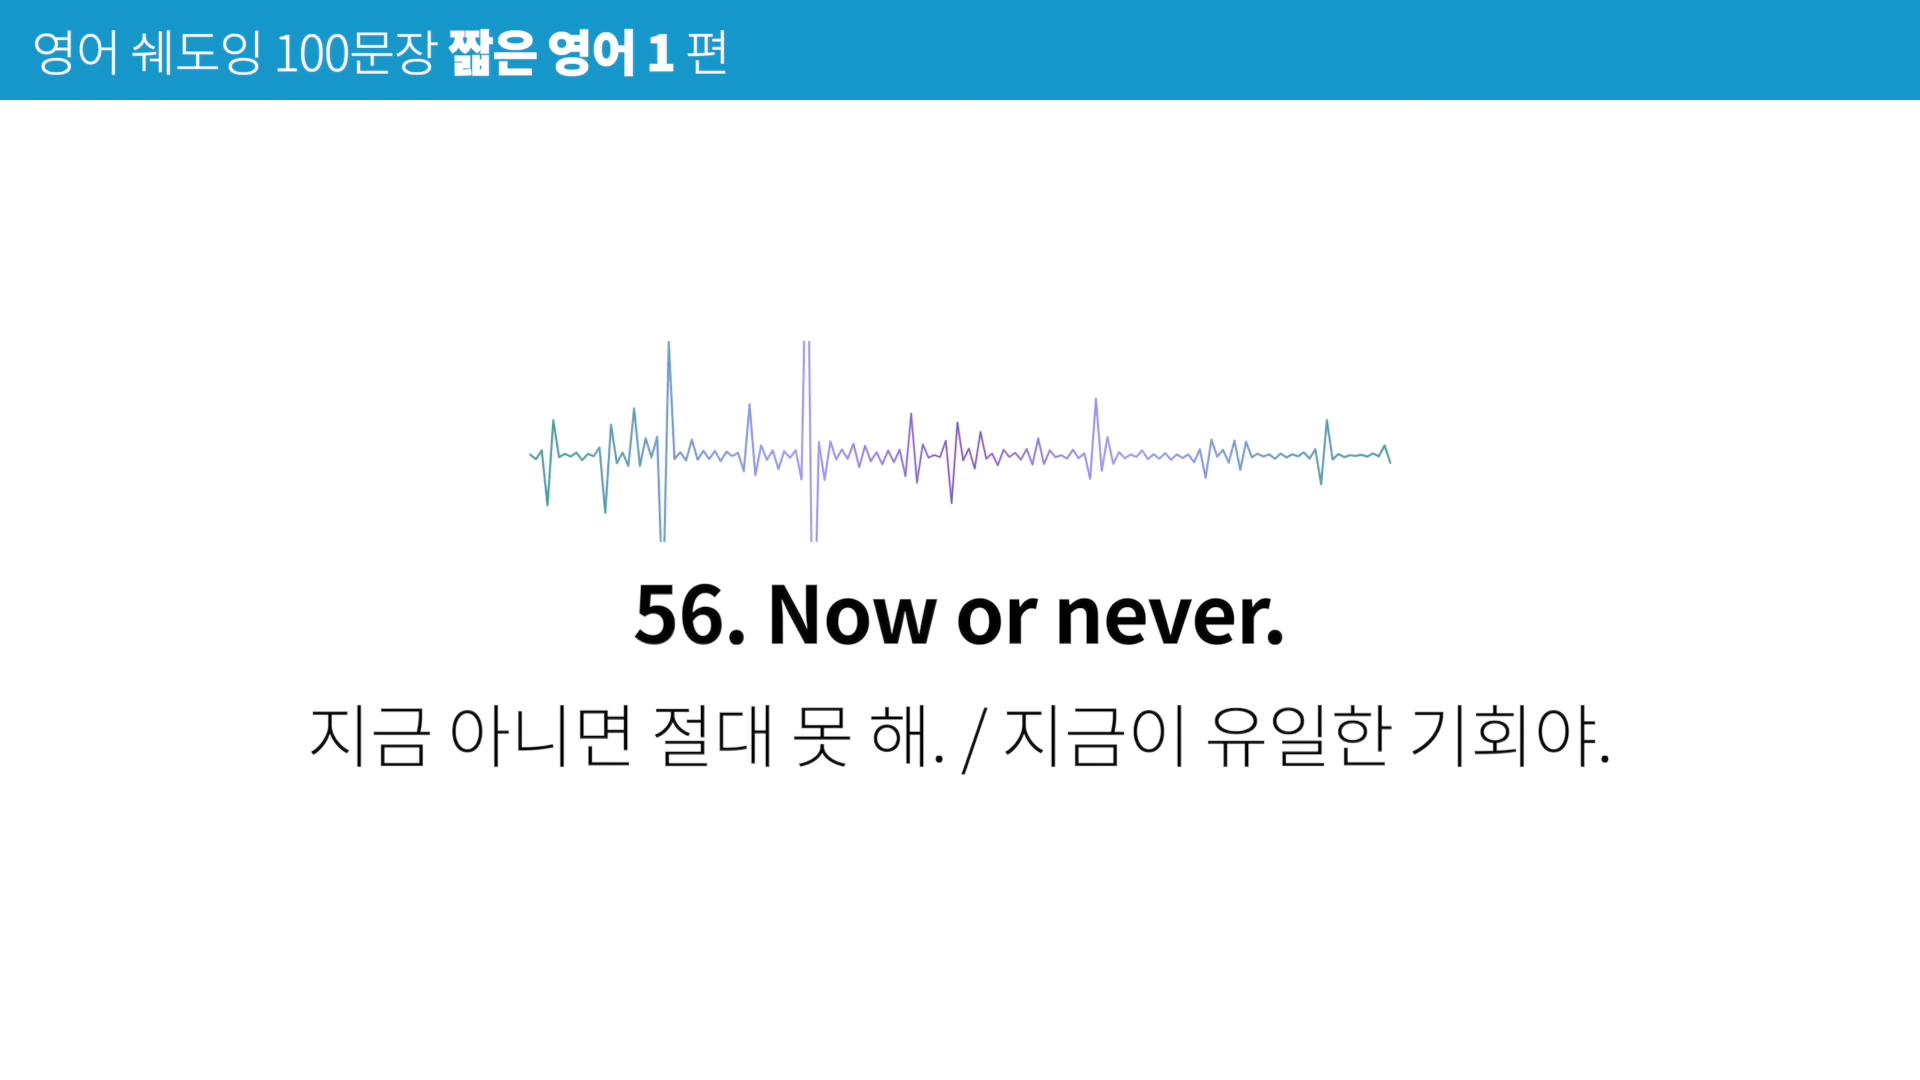 영어 쉐도잉 100문장 짧은 영어 1 편
56. Now or never.
지금 아니면 절대 못 해. / 지금이 유일한 기회야.